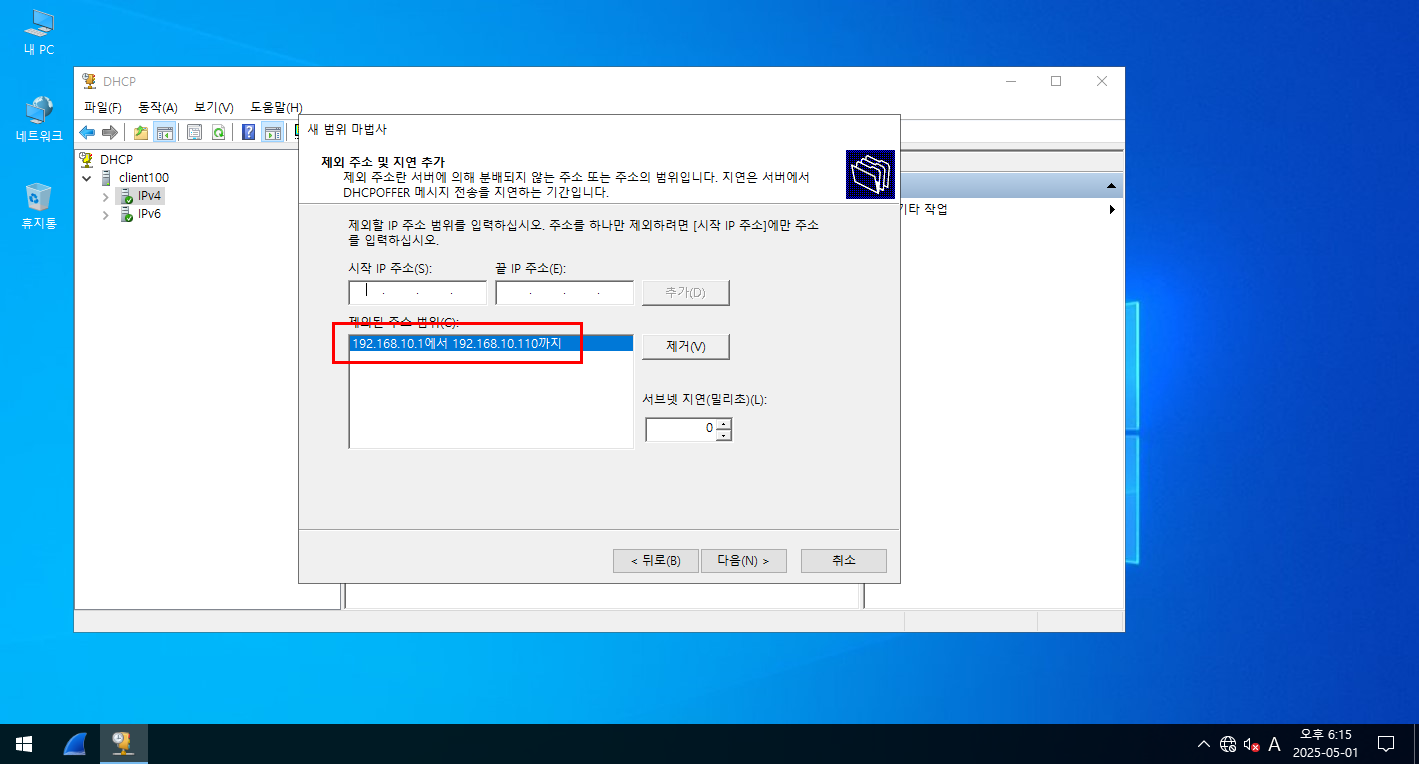 내 PC
네트워크
휴지통
DHCP
파일(F) 동작(A) 보기(V) 도움말(H)
DHCP
client100
IPv4
IPv6
기타 작업
새 범위 마법사
제외 주소 및 지연 추가
제외 주소란 서버에 의해 분배되지 않는 주소 또는 주소의 범위입니다. 지연은 서버에서
DHCPOFFER 메시지 전송을 지연하는 기간입니다.
제외할 IP 주소 범위를 입력하십시오. 주소를 하나만 제외하려면 [시작 IP 주소]에만 주소
를 입력하십시오.
시작 IP 주소(S): 끝 IP 주소(E):
추가(D)
제외된 주소 범위(C):
192.168.10.1에서 192.168.10.110까지
제거(V)
서브넷 지연(밀리초)(L):
0
< 뒤로(B) 다음(N) > 취소
A
오후 6:15
2025-05-01